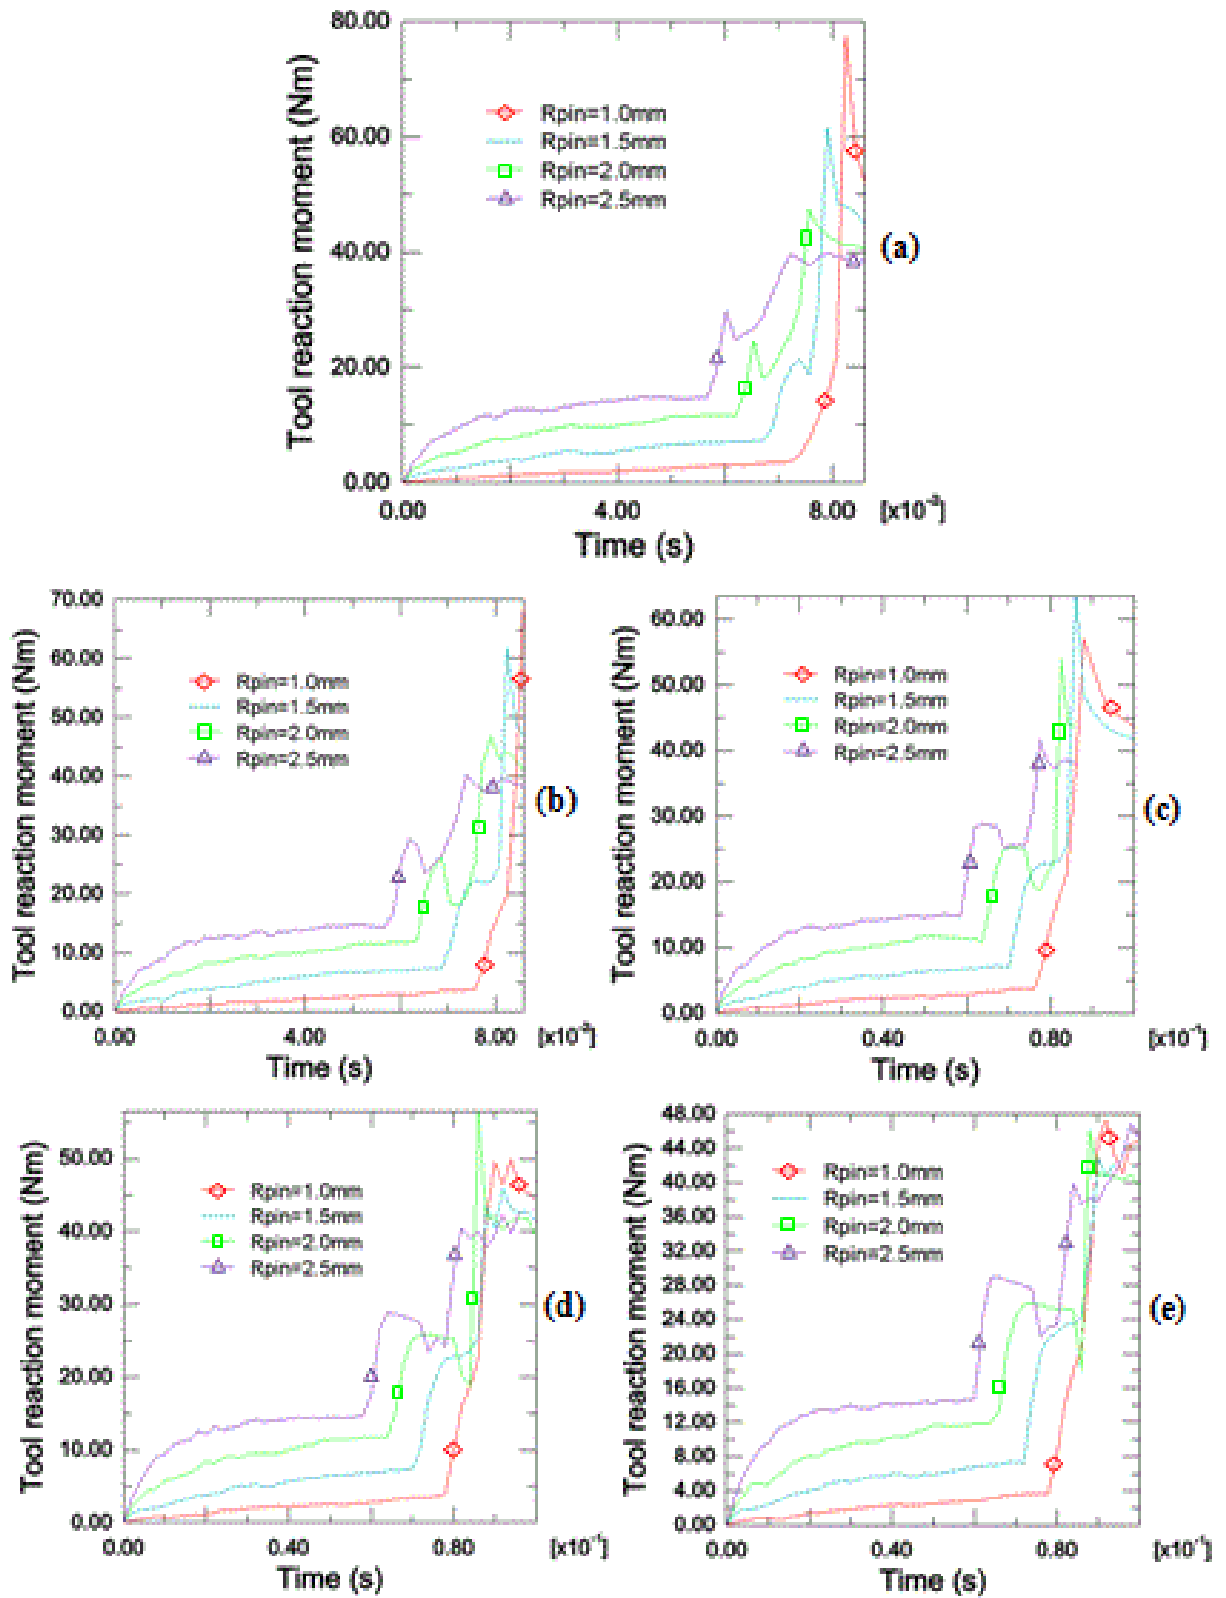 80.00
60.00
40.00
20.00
0.00
Tool reaction moment (Nm)
Rpin=1.0mm
Rpin=1.5mm
Rpin=2.0mm
Rpin=2.5mm
(a)
0.00 4.00 8.00
Time (s)
70.00
60.00
50.00
40.00
30.00
20.00
10.00
0.00
Tool reaction moment (Nm)
Rpin=1.0mm
Rpin=1.5mm
Rpin=2.0mm
Rpin=2.5mm
(b)
0.00 4.00 8.00
Time (s)
60.00
50.00
40.00
30.00
20.00
10.00
0.00
Tool reaction moment (Nm)
Rpin=1.0mm
Rpin=1.5mm
Rpin=2.0mm
Rpin=2.5mm
(c)
0.00 0.40 0.80 [x10⁻¹]
Time (s)
50.00
40.00
30.00
20.00
10.00
0.00
Tool reaction moment (Nm)
Rpin=1.0mm
Rpin=1.5mm
Rpin=2.0mm
Rpin=2.5mm
(d)
0.00 0.40 0.80 [x10⁻¹]
Time (s)
48.00
44.00
40.00
36.00
32.00
28.00
24.00
20.00
16.00
12.00
8.00
4.00
0.00
Tool reaction moment (Nm)
Rpin=1.0mm
Rpin=1.5mm
Rpin=2.0mm
Rpin=2.5mm
(e)
0.00 0.40 0.80 [x10⁻¹]
Time (s)